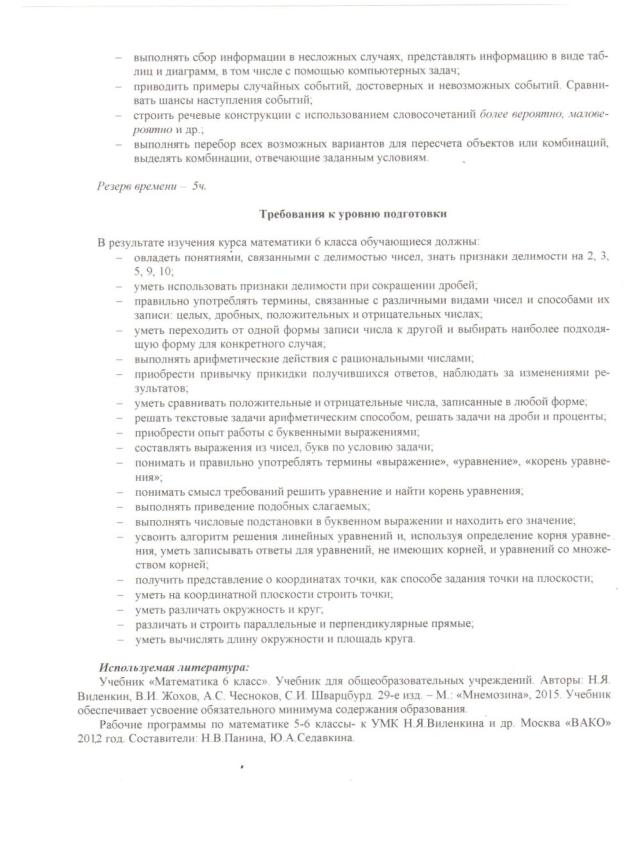 – выполнять сбор информации в несложных случаях, представлять информацию в виде таб-
лиц и диаграмм, в том числе с помощью компьютерных задач;
– приводить примеры случайных событий, достоверных и невозможных событий. Сравни-
вать шансы наступления событий;
– строить речевые конструкции с использованием словосочетаний более вероятно, малове-
роятно и др.;
– выполнять перебор всех возможных вариантов для пересчета объектов или комбинаций,
выделять комбинации, отвечающие заданным условиям.
Резерв времени – 5ч.
Требования к уровню подготовки
В результате изучения курса математики 6 класса обучающиеся должны:
– овладеть понятиями, связанными с делимостью чисел, знать признаки делимости на 2, 3,
5, 9, 10;
– уметь использовать признаки делимости при сокращении дробей;
– правильно употреблять термины, связанные с различными видами чисел и способами их
записи: целых, дробных, положительных и отрицательных числах;
– уметь переходить от одной формы записи числа к другой и выбирать наиболее подходя-
щую форму для конкретного случая;
– выполнять арифметические действия с рациональными числами;
– приобрести привычку прикидки получившихся ответов, наблюдать за изменениями ре-
зультатов;
– уметь сравнивать положительные и отрицательные числа, записанные в любой форме;
– решать текстовые задачи арифметическим способом, решать задачи на дроби и проценты;
– приобрести опыт работы с буквенными выражениями;
– составлять выражения из чисел, букв по условию задачи;
– понимать и правильно употреблять термины «выражение», «уравнение», «корень уравне-
ния»;
– понимать смысл требований решить уравнение и найти корень уравнения;
– выполнять приведение подобных слагаемых;
– выполнять числовые подстановки в буквенном выражении и находить его значение;
– усвоить алгоритм решения линейных уравнений и, используя определение корня уравне-
ния, уметь записывать ответы для уравнений, не имеющих корней, и уравнений со множе-
ством корней;
– получить представление о координатах точки, как способе задания точки на плоскости;
– уметь на координатной плоскости строить точки;
– уметь различать окружность и круг;
– различать и строить параллельные и перпендикулярные прямые;
– уметь вычислять длину окружности и площадь круга.
Используемая литература:
Учебник «Математика 6 класс». Учебник для общеобразовательных учреждений. Авторы: Н.Я.
Виленкин, В.И. Жохов, А.С. Чесноков, С.И. Шварцбурд. 29-е изд. – М.: «Мнемозина», 2015. Учебник
обеспечивает усвоение обязательного минимума содержания образования.
Рабочие программы по математике 5-6 классы- к УМК Н.Я.Виленкина и др. Москва «ВАКО»
2012 год. Составители: Н.В.Панина, Ю.А.Седавкина.